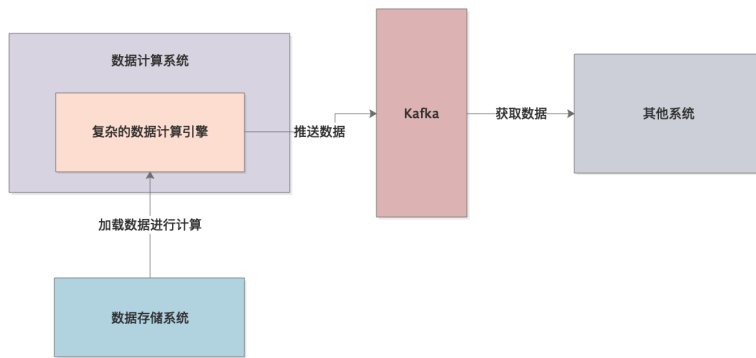 数据计算系统
复杂的数据计算引擎
推送数据
Kafka
获取数据
其他系统
加载数据进行计算
数据存储系统